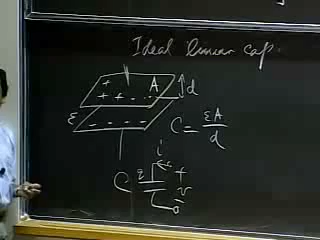 Ideal linear cap.
+ + + A
d
ε - - - -
C = εA/d
i
C q + v -